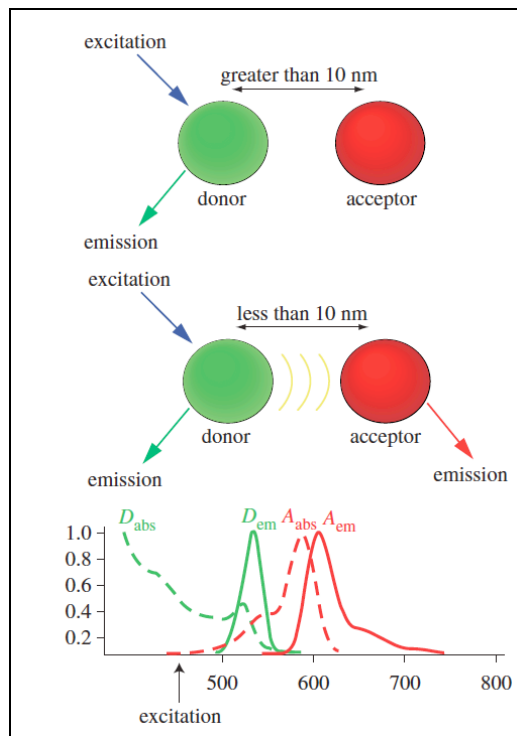 excitation
greater than 10 nm
donor acceptor
emission
excitation
less than 10 nm
donor acceptor
emission emission
Dabs Dem Aabs Aem
1.0
0.8
0.6
0.4
0.2
500 600 700 800
excitation